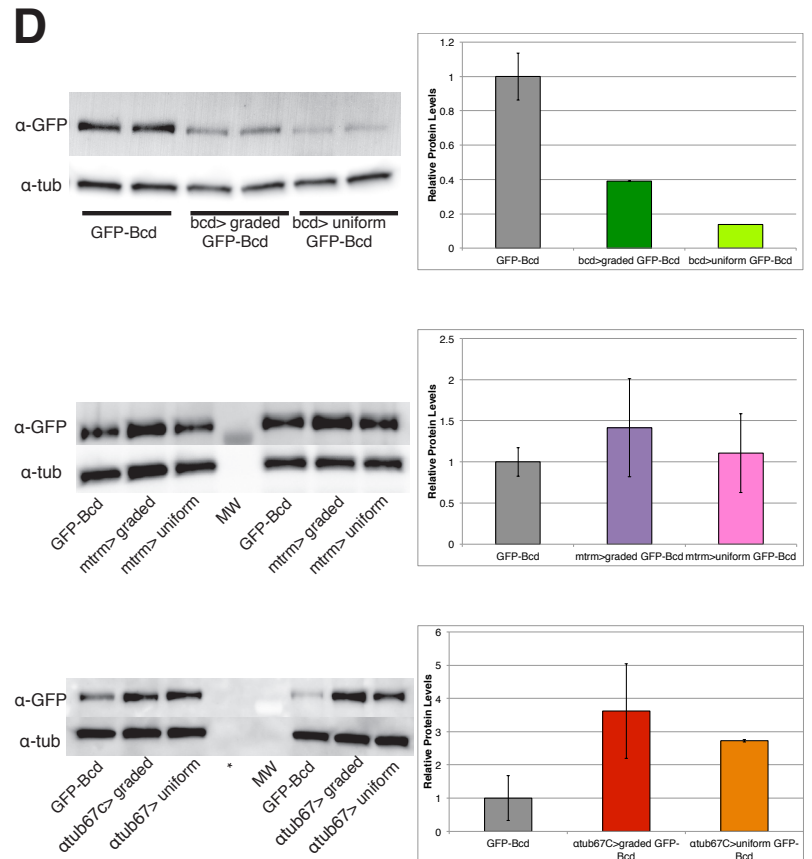 D
α-GFP
α-tub
GFP-Bcd
bcd> graded
GFP-Bcd
bcd> uniform
GFP-Bcd
Relative Protein Levels
1.2
1
0.8
0.6
0.4
0.2
0
GFP-Bcd
bcd>graded GFP-Bcd
bcd>uniform GFP-Bcd
α-GFP
α-tub
GFP-Bcd
mtrm> graded
mtrm> uniform
MW
GFP-Bcd
mtrm> graded
mtrm> uniform
Relative Protein Levels
2.5
2
1.5
1
0.5
0
GFP-Bcd
mtrm>graded GFP-Bcd
mtrm>uniform GFP-Bcd
α-GFP
α-tub
GFP-Bcd
αtub67c> graded
αtub67> uniform
*
MW
GFP-Bcd
αtub67> graded
αtub67> uniform
Relative Protein Levels
6
5
4
3
2
1
0
GFP-Bcd
αtub67C>graded GFP-
Bcd
αtub67C>uniform GFP-
Bcd